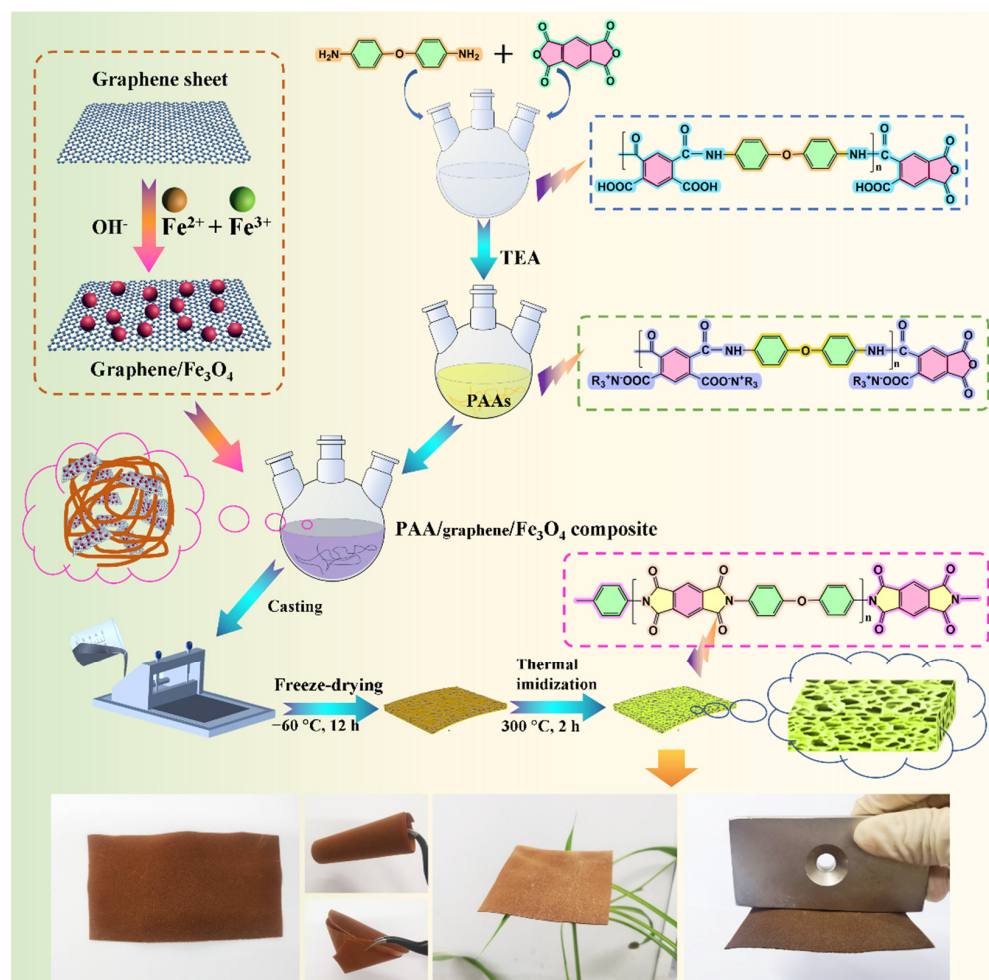 H₂N O NH₂ + O O O O O O
Graphene sheet
OH⁻ Fe²⁺ + Fe³⁺
Graphene/Fe₃O₄
O O C NH O NH C O O O O n
HOOC COOH HOOC
TEA
PAAs
O O C NH O NH C O O O O n
R₃⁺N⁻OOC COO⁻N⁺R₃ R₃⁺N⁻OOC
PAA/graphene/Fe₃O₄ composite
Casting
O O N N O O O n O O N N O O
Freeze-drying
−60 °C, 12 h
Thermal
imidization
300 °C, 2 h